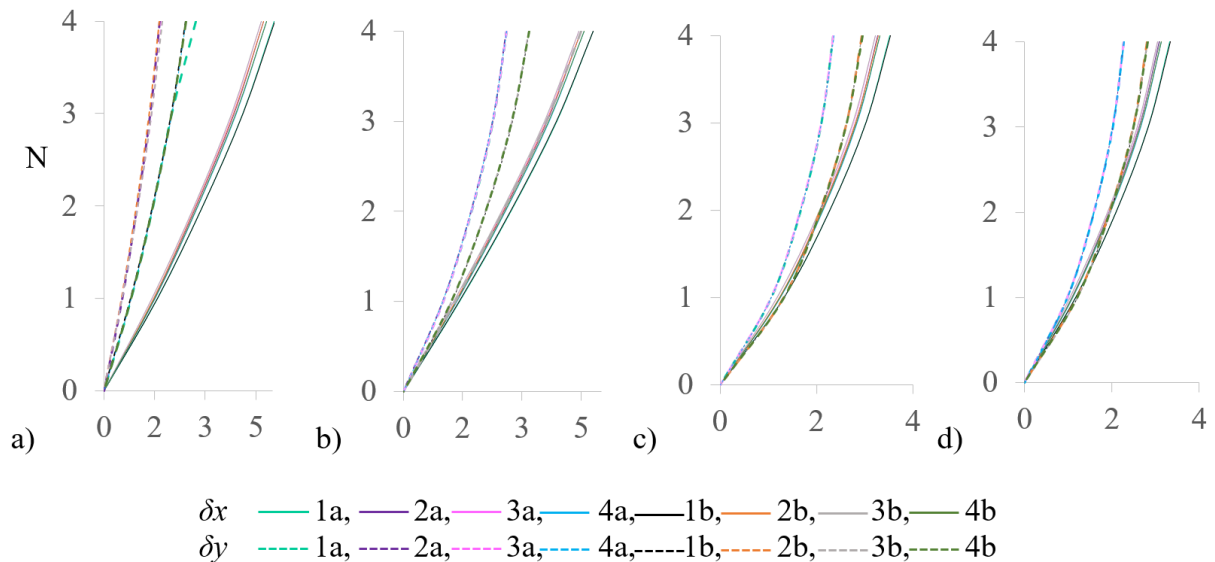 4 4 4 4
3 3 3 3
N
2 2 2 2
1 1 1 1
0 0 0 0
0 2 3 5 0 2 3 5 0 2 4 0 2 4
a) b) c) d)
δx 1a, 2a, 3a, 4a, 1b, 2b, 3b, 4b
δy 1a, 2a, 3a, 4a, 1b, 2b, 3b, 4b